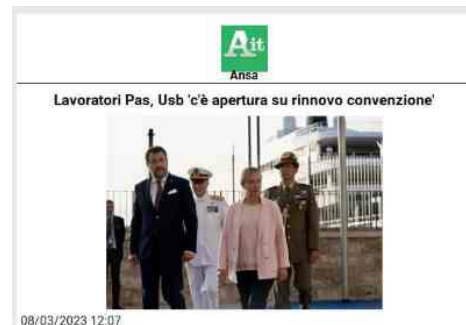 Ait
Ansa
Lavoratori Pas, Usb 'c'è apertura su rinnovo convenzione'
08/03/2023 12:07